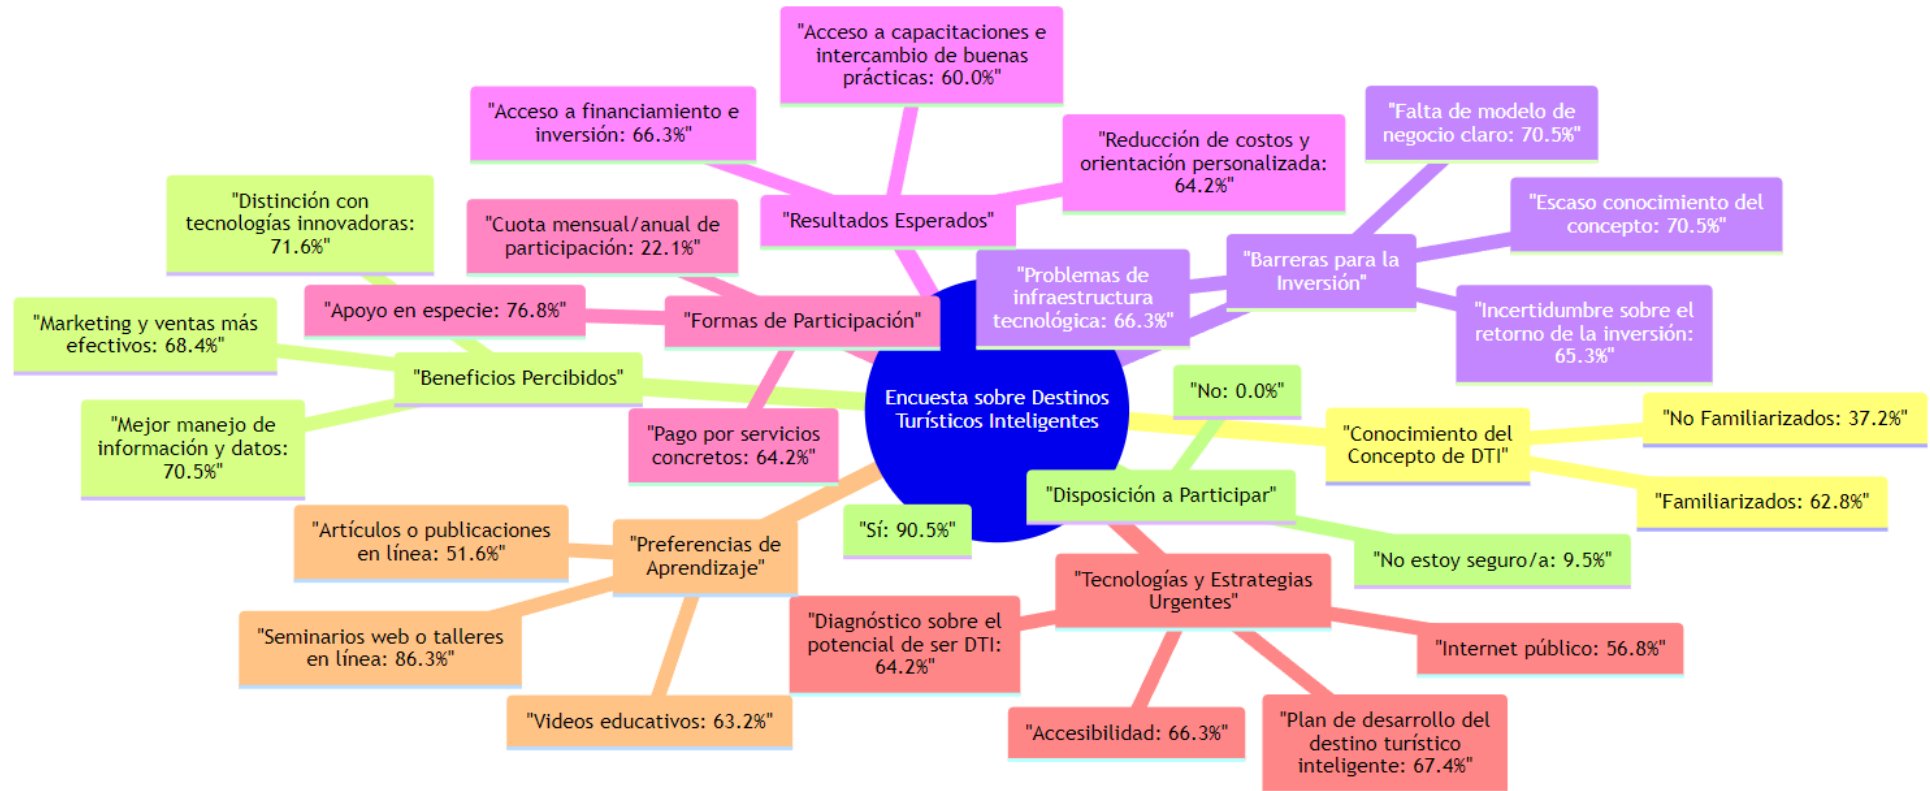 "Acceso a capacitaciones e
intercambio de buenas
prácticas: 60.0%"
"Acceso a financiamiento e
inversión: 66.3%"
"Reducción de costos y
orientación personalizada:
64.2%"
"Resultados Esperados"
"Falta de modelo de
negocio claro: 70.5%"
"Escaso conocimiento del
concepto: 70.5%"
"Barreras para la
Inversión"
"Problemas de
infraestructura
tecnológica: 66.3%"
"Incertidumbre sobre el
retorno de la inversión:
65.3%"
"Distinción con
tecnologías innovadoras:
71.6%"
"Marketing y ventas más
efectivos: 68.4%"
"Beneficios Percibidos"
"Mejor manejo de
información y datos:
70.5%"
"Cuota mensual/anual de
participación: 22.1%"
"Apoyo en especie: 76.8%"
"Formas de Participación"
"Pago por servicios
concretos: 64.2%"
Encuesta sobre Destinos
Turísticos Inteligentes
"No: 0.0%"
"Disposición a Participar"
"Sí: 90.5%"
"No estoy seguro/a: 9.5%"
"Conocimiento del
Concepto de DTI"
"No Familiarizados: 37.2%"
"Familiarizados: 62.8%"
"Artículos o publicaciones
en línea: 51.6%"
"Preferencias de
Aprendizaje"
"Seminarios web o talleres
en línea: 86.3%"
"Videos educativos: 63.2%"
"Tecnologías y Estrategias
Urgentes"
"Diagnóstico sobre el
potencial de ser DTI:
64.2%"
"Internet público: 56.8%"
"Accesibilidad: 66.3%"
"Plan de desarrollo del
destino turístico
inteligente: 67.4%"